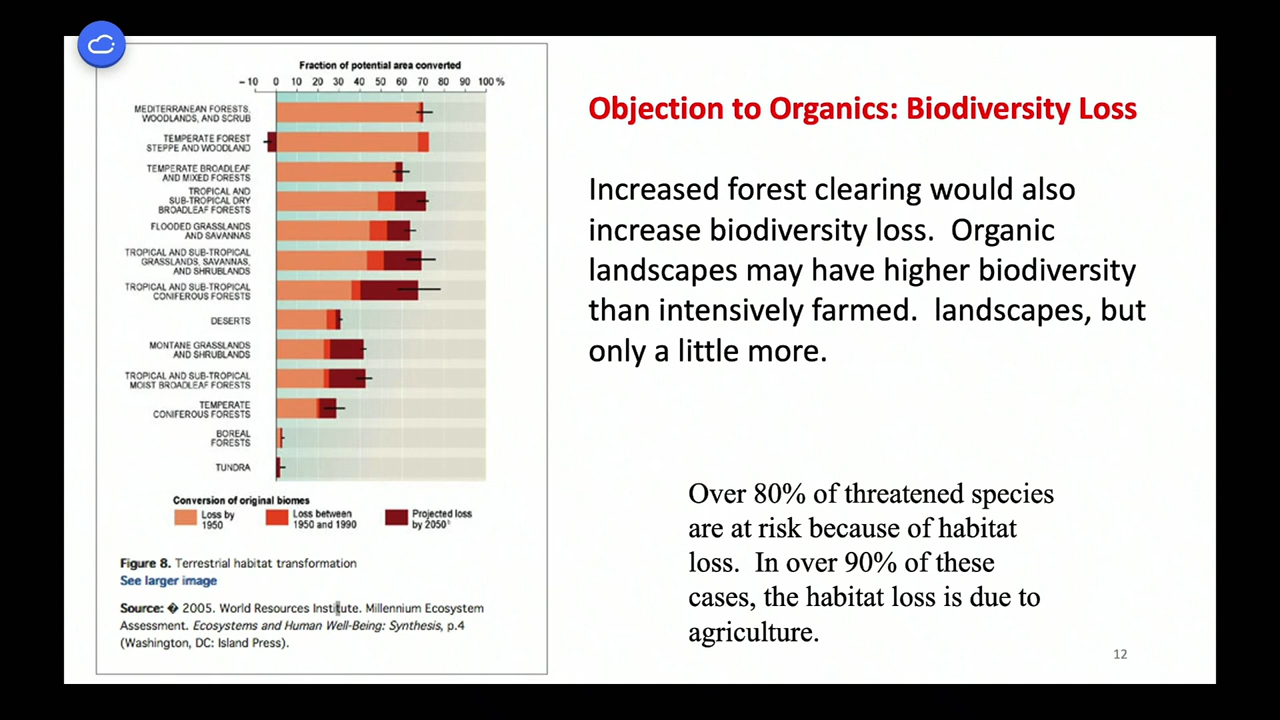 Fraction of potential area converted
– 10 0 10 20 30 40 50 60 70 80 90 100 %
MEDITERRANEAN FORESTS,
WOODLANDS, AND SCRUB
TEMPERATE FOREST
STEPPE AND WOODLAND
TEMPERATE BROADLEAF
AND MIXED FORESTS
TROPICAL AND
SUB-TROPICAL DRY
BROADLEAF FORESTS
FLOODED GRASSLANDS
AND SAVANNAS
TROPICAL AND SUB-TROPICAL
GRASSLANDS, SAVANNAS,
AND SHRUBLANDS
TROPICAL AND SUB-TROPICAL
CONIFEROUS FORESTS
DESERTS
MONTANE GRASSLANDS
AND SHRUBLANDS
TROPICAL AND SUB-TROPICAL
MOIST BROADLEAF FORESTS
TEMPERATE
CONIFEROUS FORESTS
BOREAL
FORESTS
TUNDRA
Conversion of original biomes
Loss by
1950
Loss between
1950 and 1990
Projected loss
by 2050¹
Figure 8. Terrestrial habitat transformation
See larger image
Source: � 2005. World Resources Institute. Millennium Ecosystem
Assessment. Ecosystems and Human Well-Being: Synthesis, p.4
(Washington, DC: Island Press).
Objection to Organics: Biodiversity Loss
Increased forest clearing would also
increase biodiversity loss. Organic
landscapes may have higher biodiversity
than intensively farmed. landscapes, but
only a little more.
Over 80% of threatened species
are at risk because of habitat
loss. In over 90% of these
cases, the habitat loss is due to
agriculture.
12